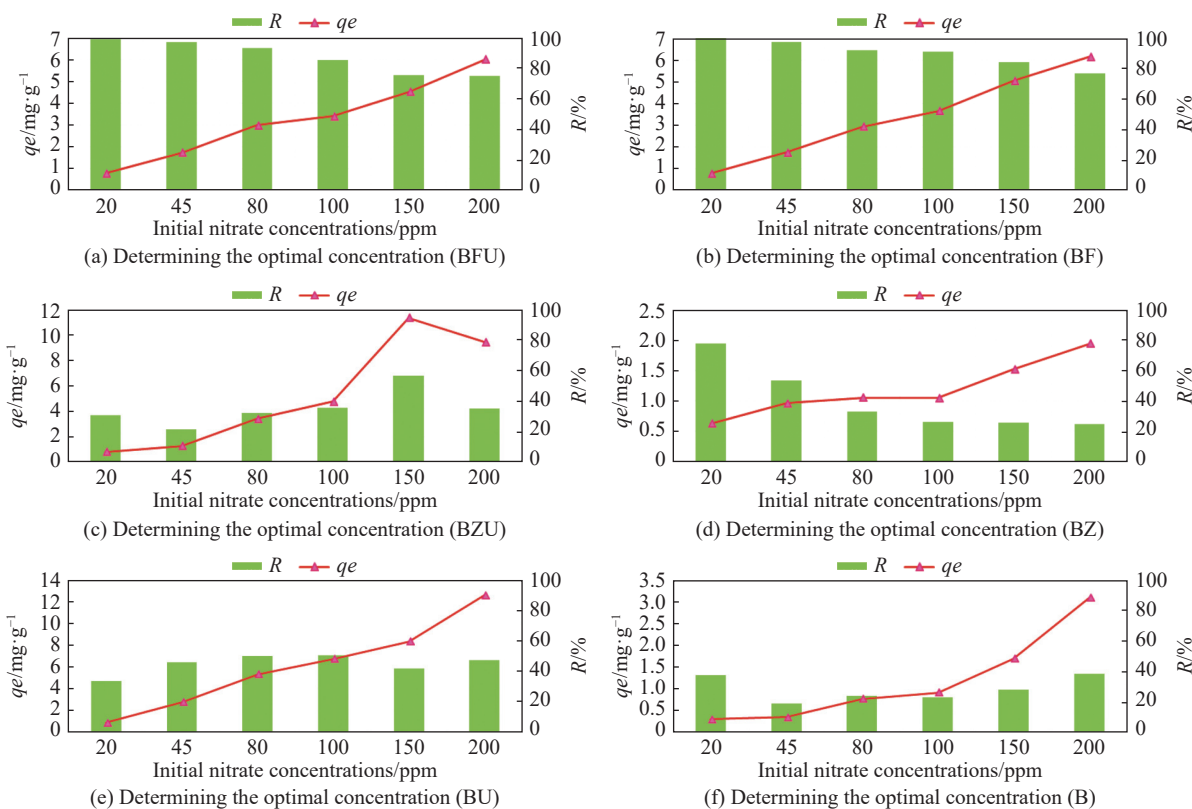 R qe
7
6
5
4
3
2
1
0
qe/mg·g⁻¹
100
80
60
40
20
0
R/%
20 45 80 100 150 200
Initial nitrate concentrations/ppm
(a) Determining the optimal concentration (BFU)
R qe
7
6
5
4
3
2
1
0
qe/mg·g⁻¹
100
80
60
40
20
0
R/%
20 45 80 100 150 200
Initial nitrate concentrations/ppm
(b) Determining the optimal concentration (BF)
R qe
12
10
8
6
4
2
0
qe/mg·g⁻¹
100
80
60
40
20
0
R/%
20 45 80 100 150 200
Initial nitrate concentrations/ppm
(c) Determining the optimal concentration (BZU)
R qe
2.5
2.0
1.5
1.0
0.5
0
qe/mg·g⁻¹
100
80
60
40
20
0
R/%
20 45 80 100 150 200
Initial nitrate concentrations/ppm
(d) Determining the optimal concentration (BZ)
R qe
14
12
10
8
6
4
2
0
qe/mg·g⁻¹
100
80
60
40
20
0
R/%
20 45 80 100 150 200
Initial nitrate concentrations/ppm
(e) Determining the optimal concentration (BU)
R qe
3.5
3.0
2.5
2.0
1.5
1.0
0.5
0
qe/mg·g⁻¹
100
80
60
40
20
0
R/%
20 45 80 100 150 200
Initial nitrate concentrations/ppm
(f) Determining the optimal concentration (B)